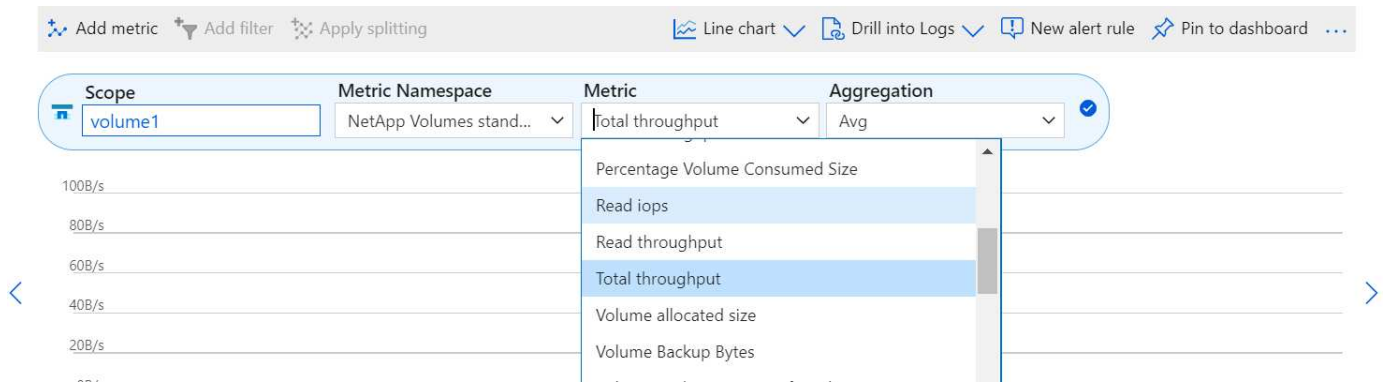 Add metric Add filter Apply splitting Line chart Drill into Logs New alert rule Pin to dashboard ...
Scope Metric Namespace Metric Aggregation
volume1 NetApp Volumes stand... Total throughput Avg
Percentage Volume Consumed Size
100B/s
Read iops
80B/s
Read throughput
60B/s
Total throughput
40B/s
Volume allocated size
20B/s
Volume Backup Bytes